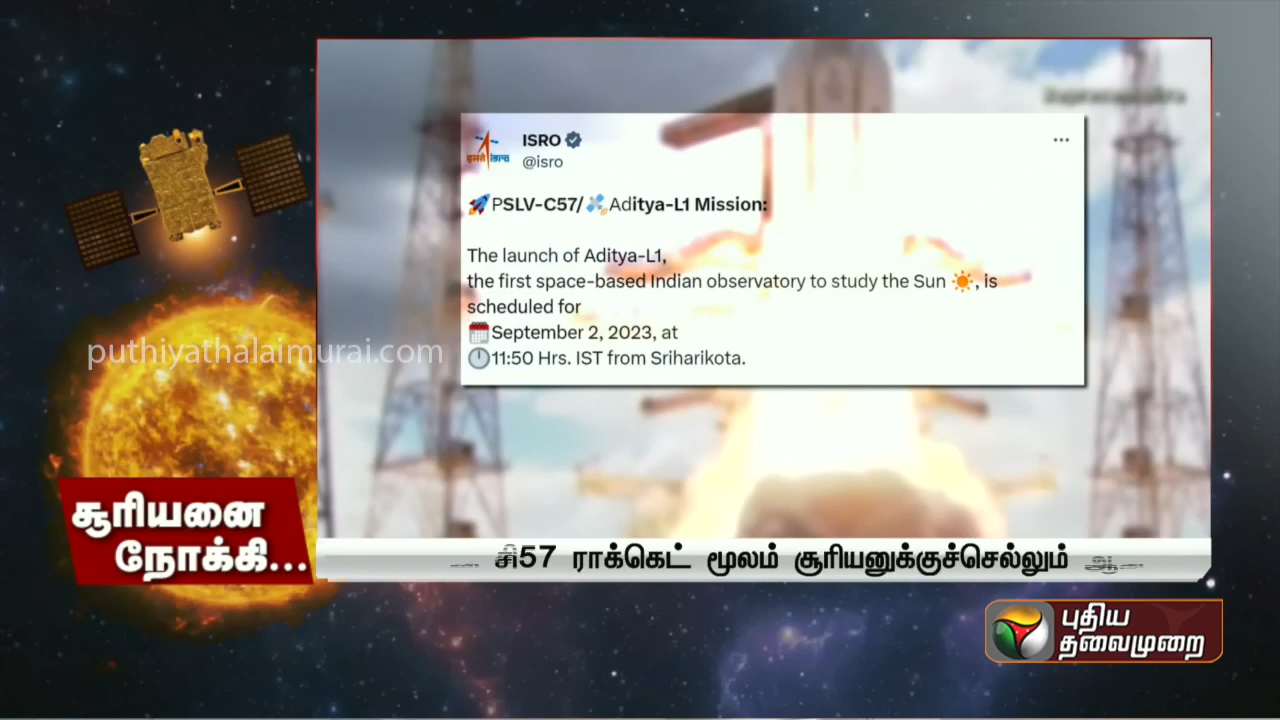 ISRO
@isro
इसरो isro
🚀PSLV-C57/🛰️Aditya-L1 Mission:
The launch of Aditya-L1,
the first space-based Indian observatory to study the Sun ☀️, is
scheduled for
🗓️September 2, 2023, at
🕛11:50 Hrs. IST from Sriharikota.
puthiyathalaimurai.com
சூரியனை
நோக்கி...
சி57 ராக்கெட் மூலம் சூரியனுக்குச்செல்லும்
புதிய
தலைமுறை